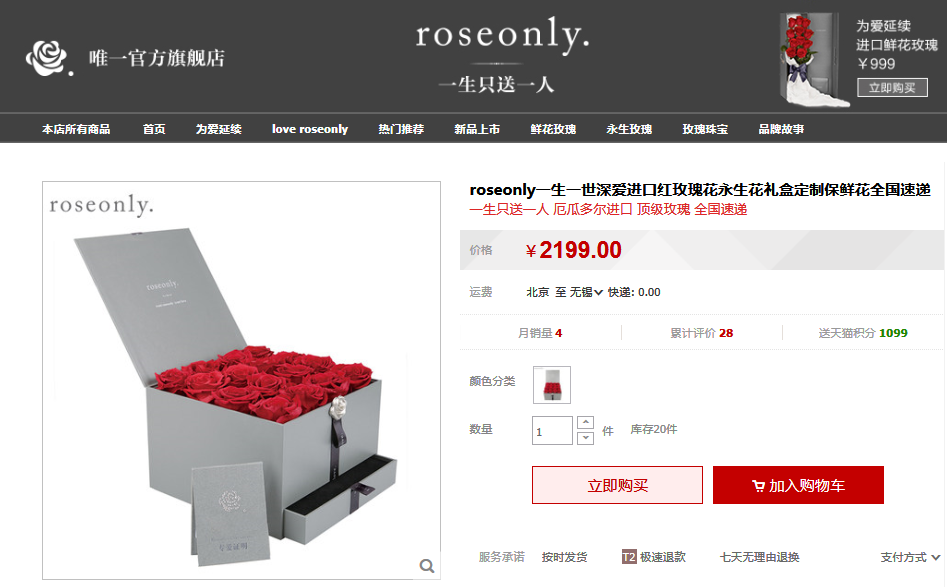 唯一官方旗舰店
roseonly.
一生只送一人
为爱延续
进口鲜花玫瑰
￥999
立即购买
本店所有商品 首页 为爱延续 love roseonly 热门推荐 新品上市 鲜花玫瑰 永生玫瑰 玫瑰珠宝 品牌故事
roseonly.
roseonly.
专爱证明
roseonly一生一世深爱进口红玫瑰花永生花礼盒定制保鲜花全国速递
一生只送一人 厄瓜多尔进口 顶级玫瑰 全国速递
价格 ￥2199.00
运费 北京 至 无锡 快递: 0.00
月销量 4 累计评价 28 送天猫积分 1099
颜色分类
数量 1 件 库存20件
立即购买 加入购物车
服务承诺 按时发货 T2 极速退款 七天无理由退换 支付方式